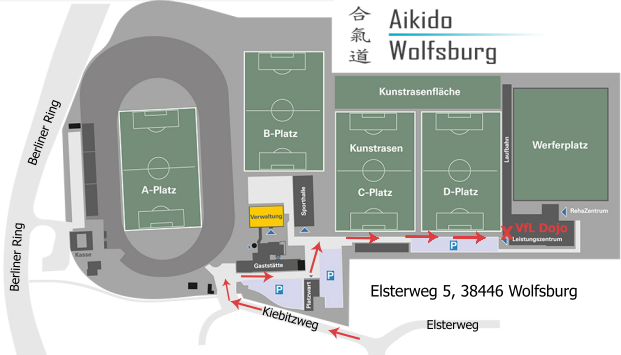 合
氣
道
Aikido
Wolfsburg
Berliner Ring
Berliner Ring
Kunstrasenfläche
B-Platz
Kunstrasen
C-Platz
D-Platz
Laufbahn
Werferplatz
A-Platz
Sporthalle
Verwaltung
RehaZentrum
X VfL Dojo
Leistungszentrum
P
Kasse
Gaststätte
P
P
Platzwart
Elsterweg 5, 38446 Wolfsburg
Kiebitzweg
Elsterweg